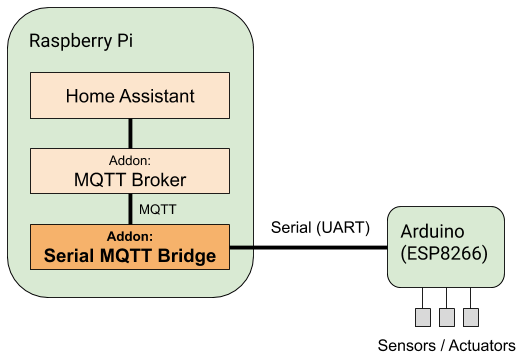 Raspberry Pi
Home Assistant
Addon:
MQTT Broker
MQTT
Addon:
Serial MQTT Bridge
Serial (UART)
Arduino
(ESP8266)
Sensors / Actuators